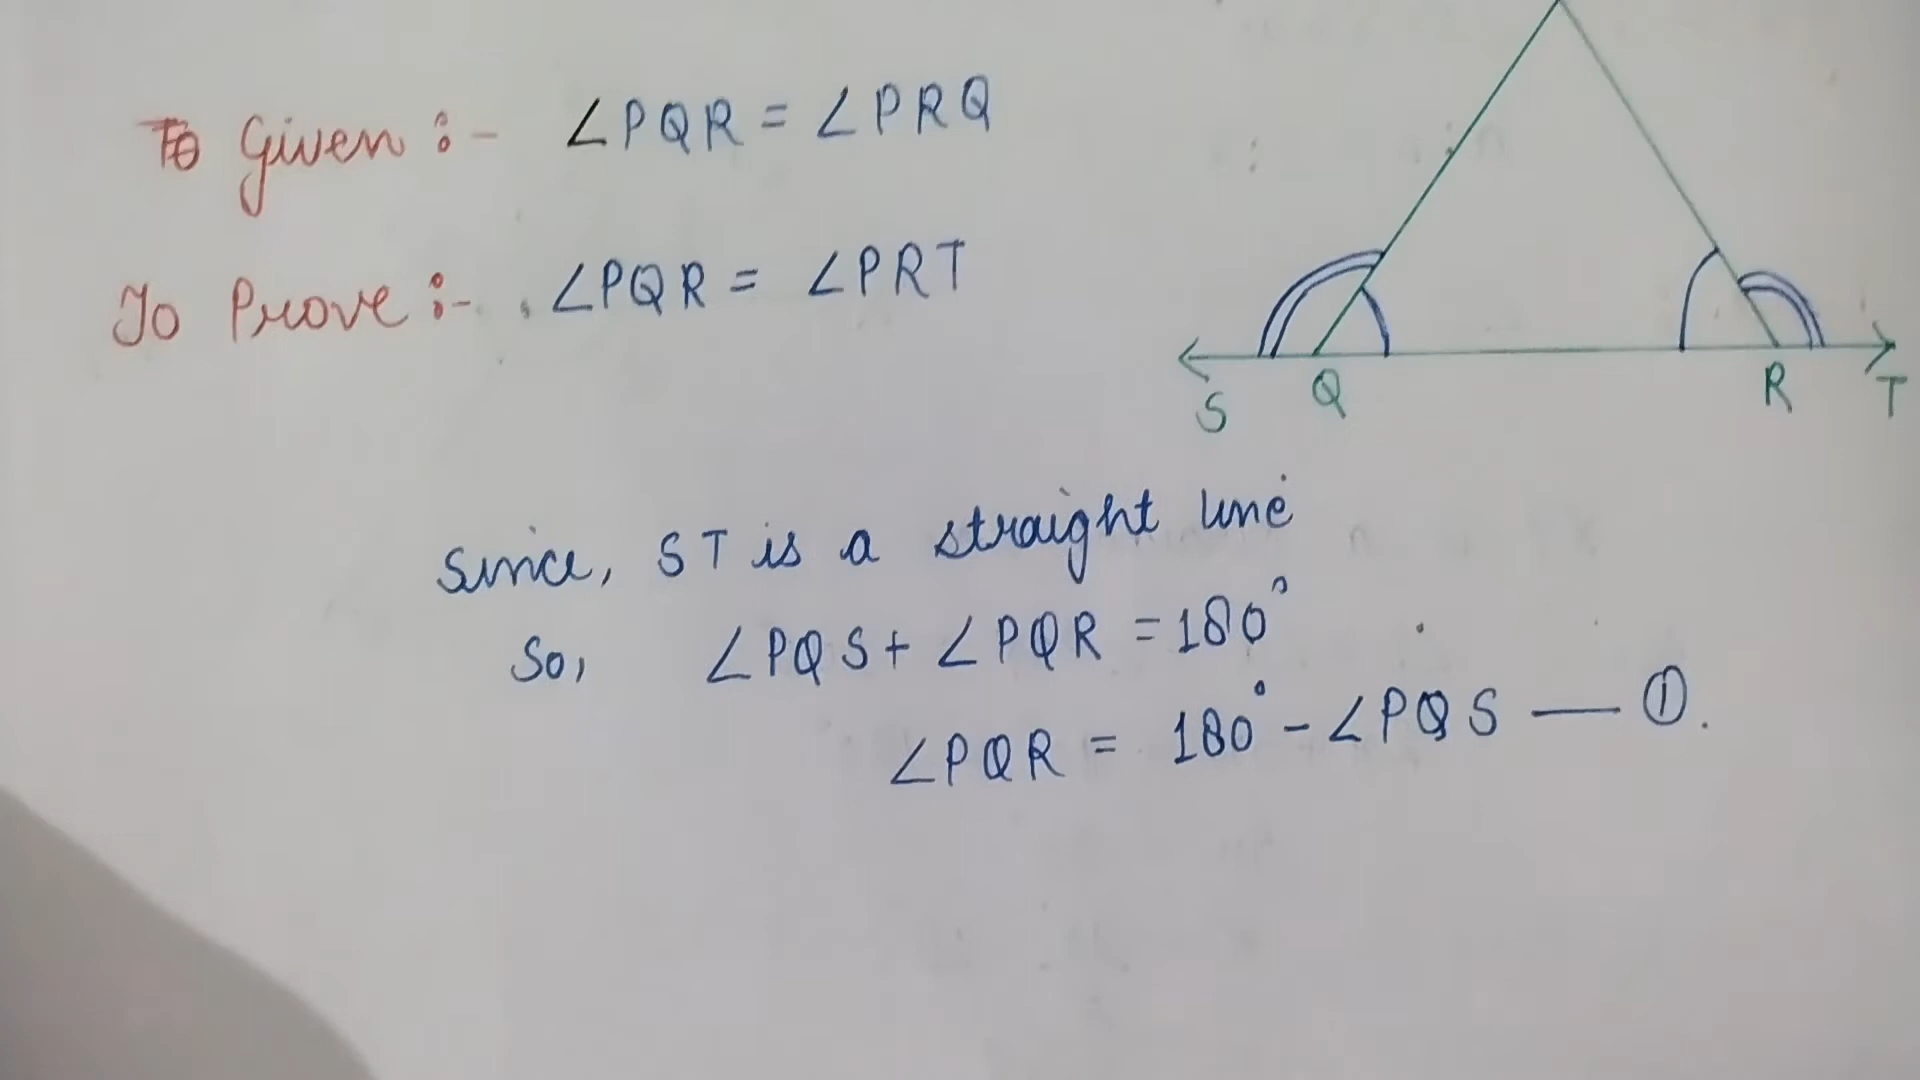 To Given :- ∠PQR = ∠PRQ
To Prove :- ∠PQR = ∠PRT
S Q R T
Since, ST is a straight line
So, ∠PQS + ∠PQR = 180°
∠PQR = 180° - ∠PQS — ①.